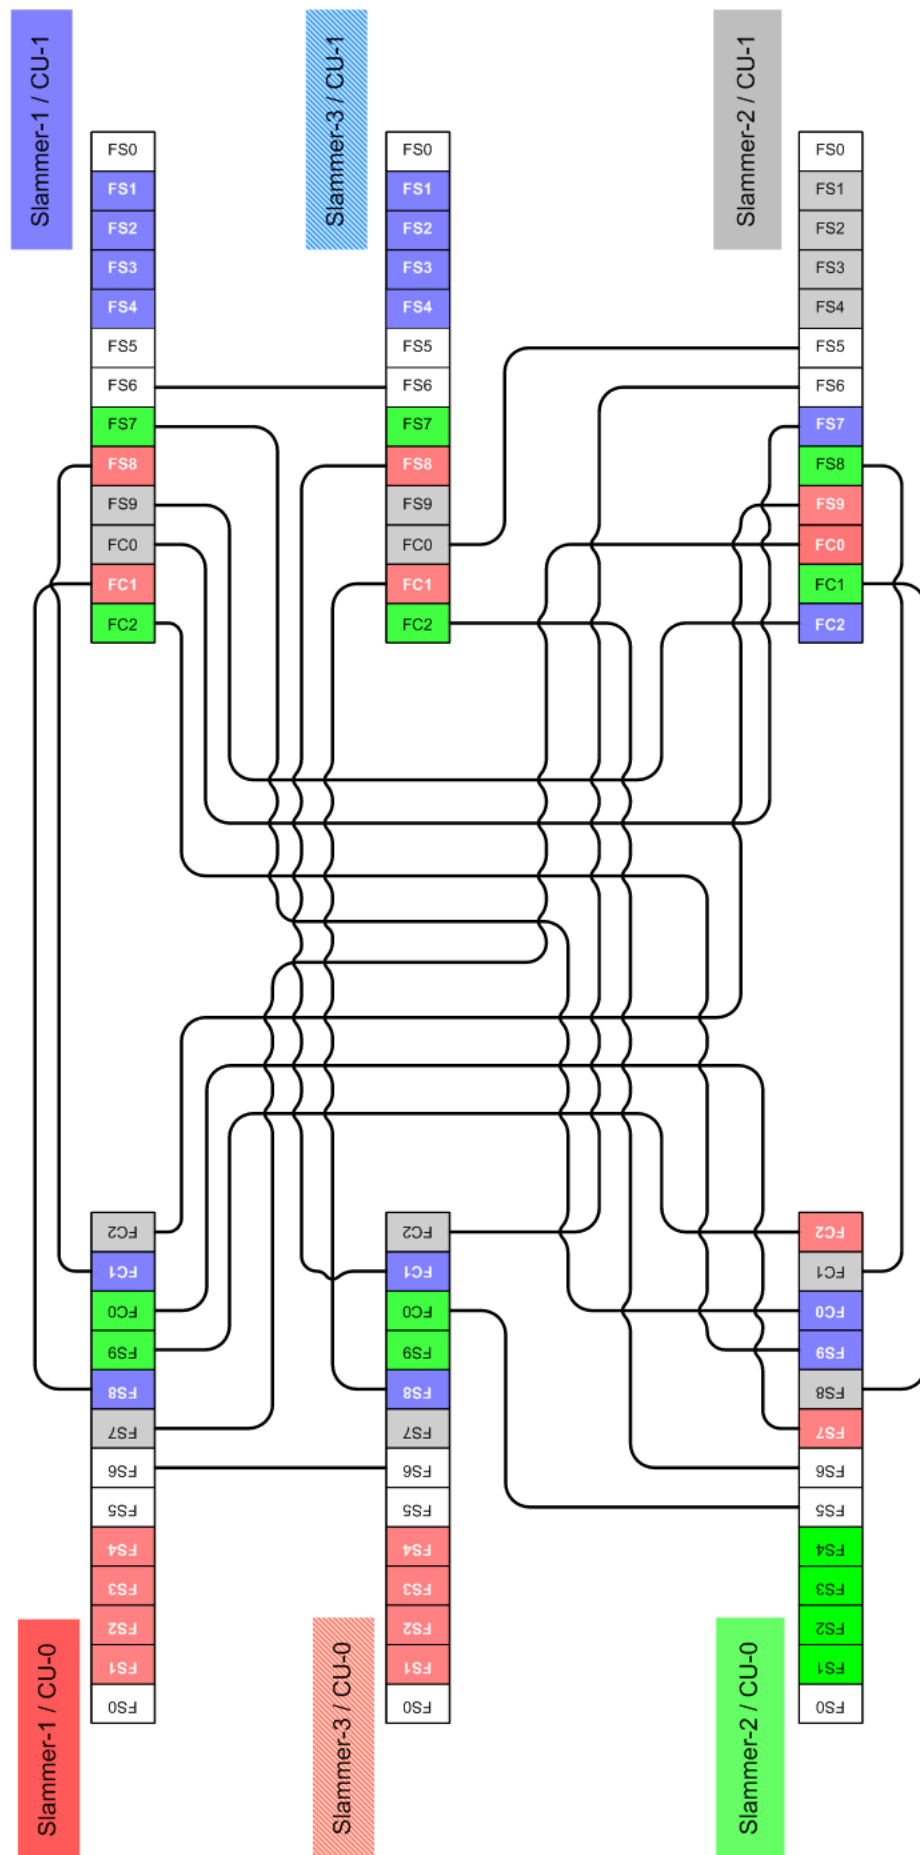 Slammer-1 / CU-1
FS0
FS1
FS2
FS3
FS4
FS5
FS6
FS7
FS8
FS9
FC0
FC1
FC2
Slammer-3 / CU-1
FS0
FS1
FS2
FS3
FS4
FS5
FS6
FS7
FS8
FS9
FC0
FC1
FC2
Slammer-2 / CU-1
FS0
FS1
FS2
FS3
FS4
FS5
FS6
FS7
FS8
FS9
FC0
FC1
FC2
FC2
FC1
FC0
FS9
FS8
FS7
FS6
FS5
FS4
FS3
FS2
FS1
FS0
Slammer-1 / CU-0
FC2
FC1
FC0
FS9
FS8
FS7
FS6
FS5
FS4
FS3
FS2
FS1
FS0
Slammer-3 / CU-0
FC2
FC1
FC0
FS9
FS8
FS7
FS6
FS5
FS4
FS3
FS2
FS1
FS0
Slammer-2 / CU-0